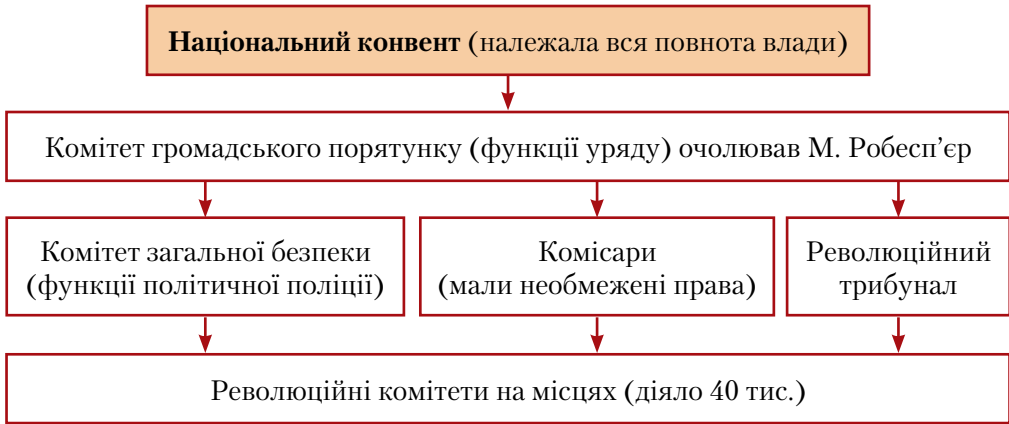 Національний конвент (належала вся повнота влади)
Комітет громадського порятунку (функції уряду) очолював М. Робесп’єр
Комітет загальної безпеки
(функції політичної поліції)
Комісари
(мали необмежені права)
Революційний
трибунал
Революційні комітети на місцях (діяло 40 тис.)